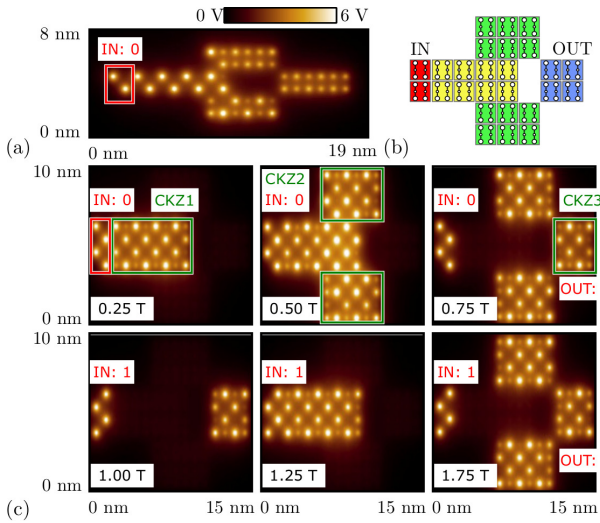 0 V 6 V
8 nm
IN: 0
0 nm
(a)
0 nm 19 nm
IN OUT
(b)
10 nm
IN: 0 CKZ1
0.25 T
0 nm
CKZ2
IN: 0
0.50 T
IN: 0 CKZ3
OUT:
0.75 T
10 nm
IN: 1
1.00 T
0 nm
IN: 1
1.25 T
IN: 1
OUT:
1.75 T
(c)
0 nm 15 nm 0 nm 15 nm 0 nm 15 nm